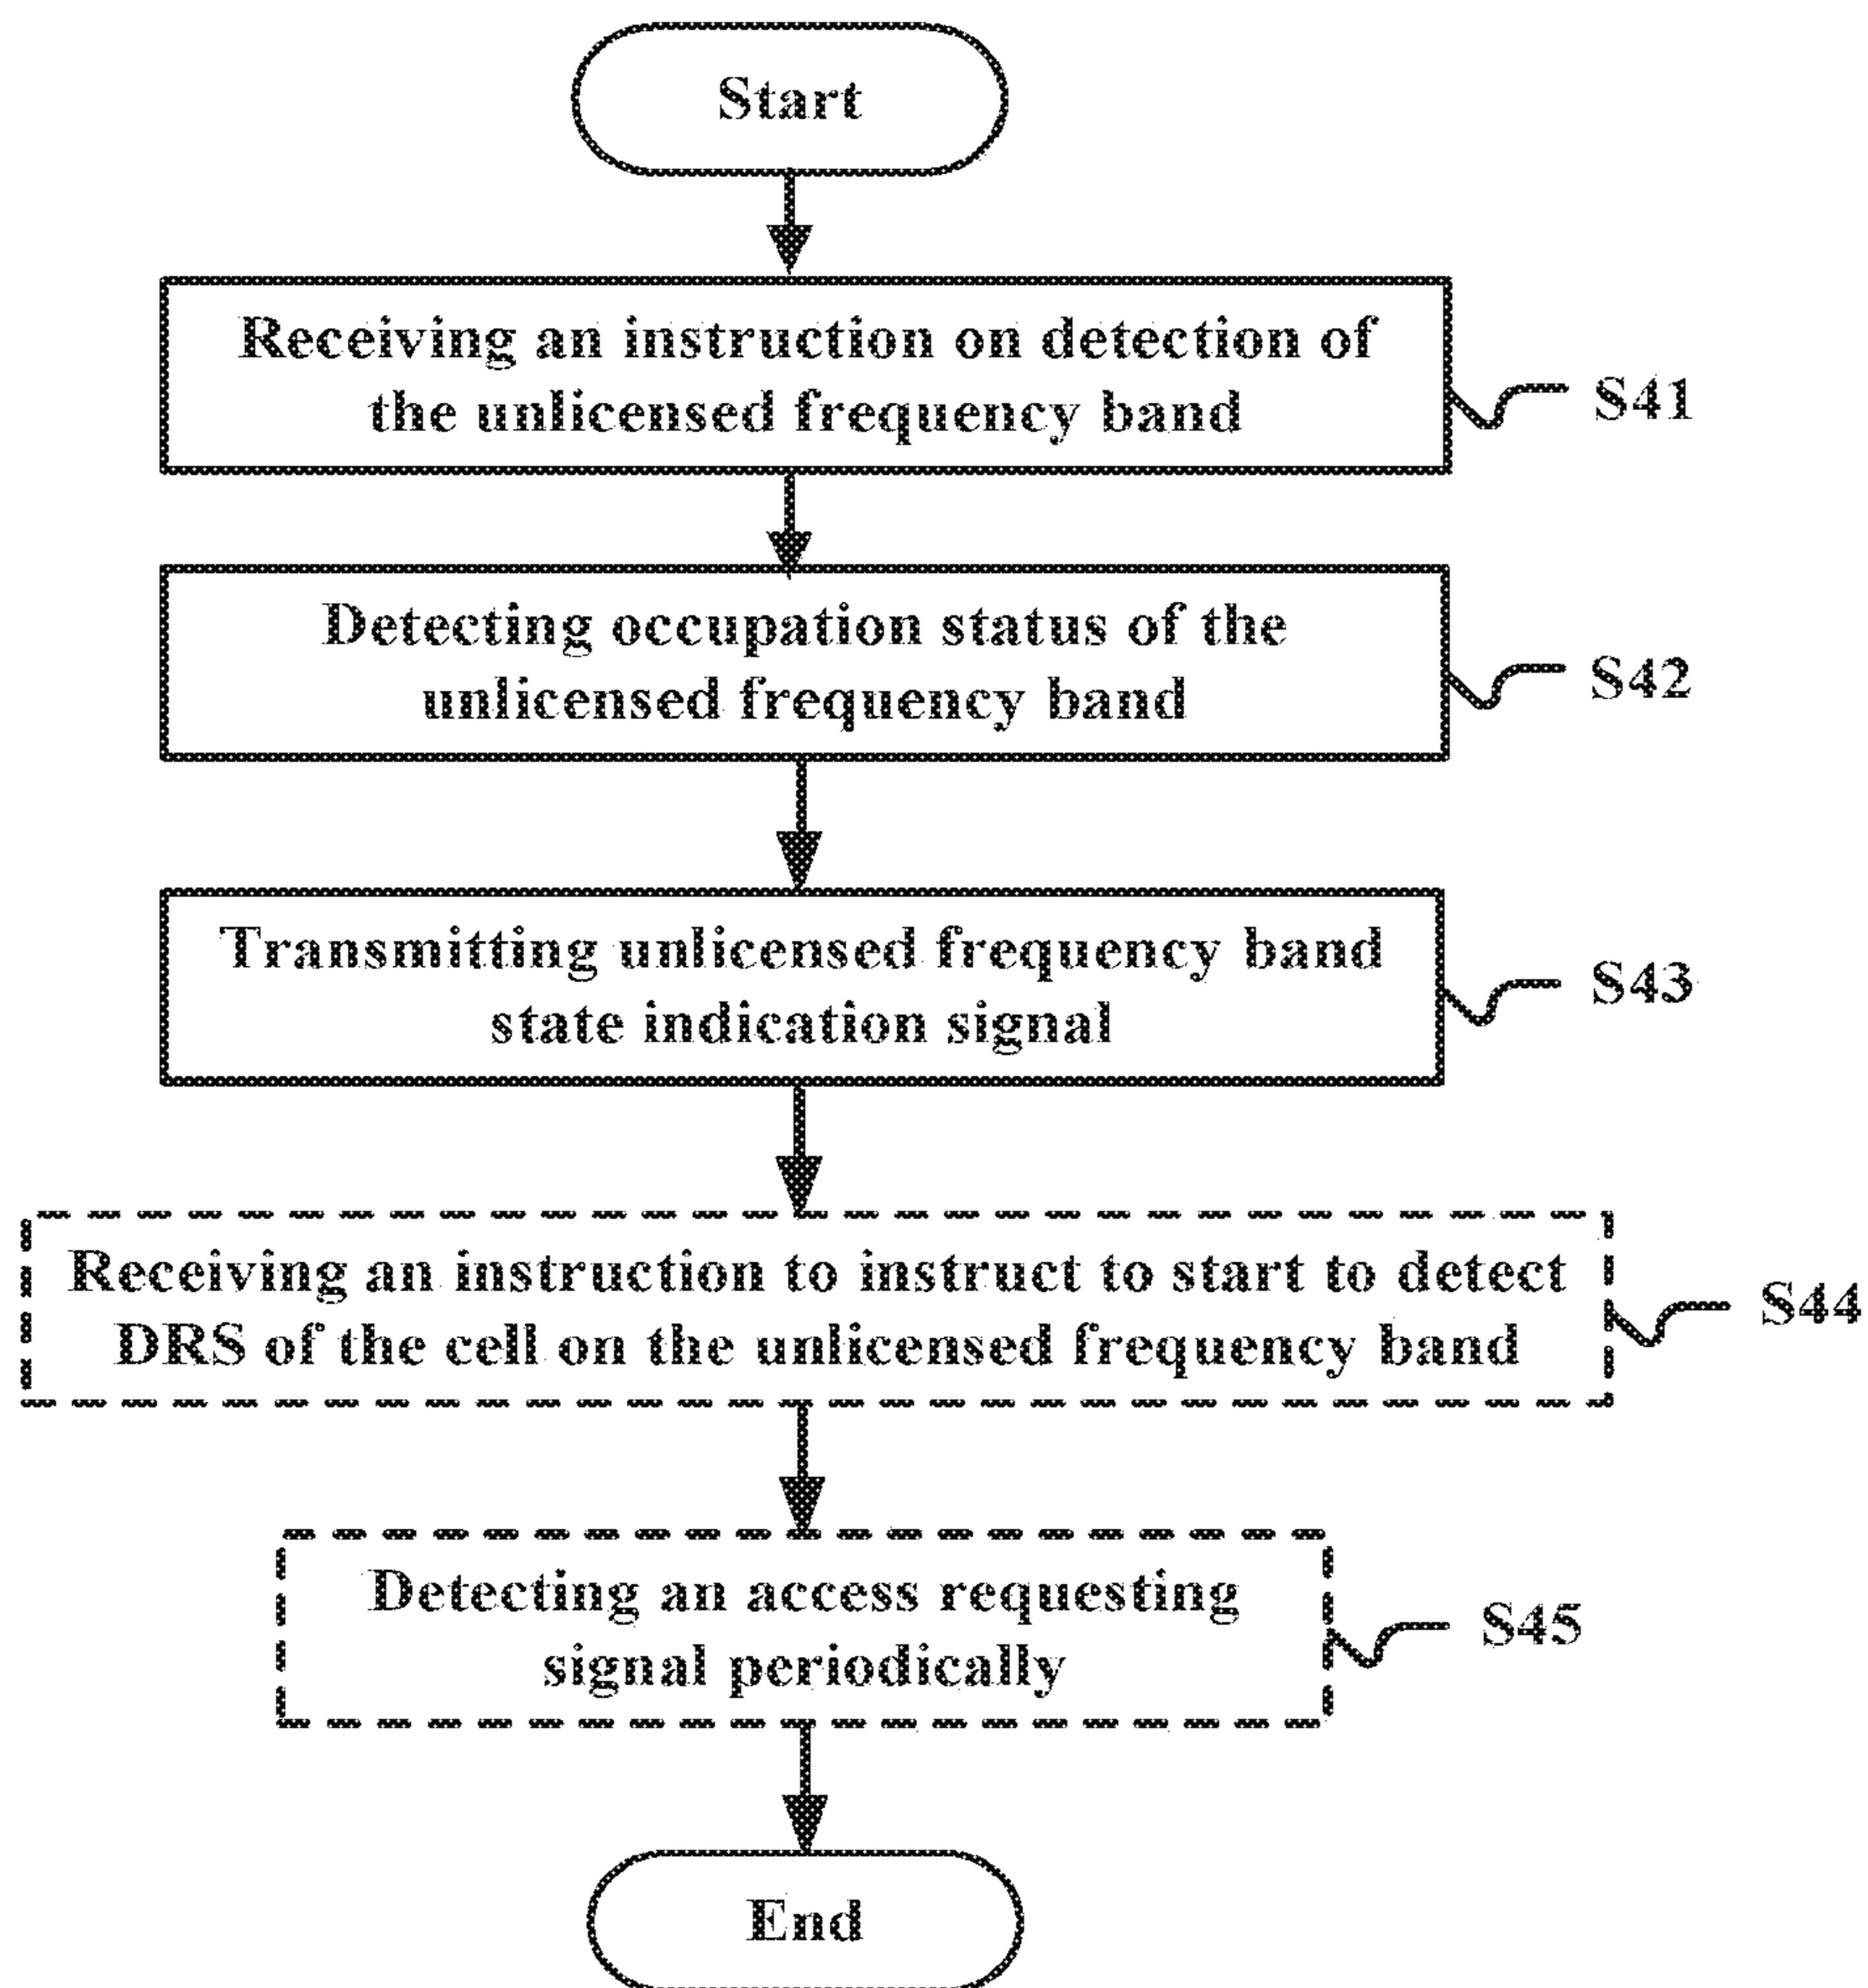 Start
Receiving an instruction on detection of
the unlicensed frequency band
S41
Detecting occupation status of the
unlicensed frequency band
S42
Transmitting unlicensed frequency band
state indication signal
S43
Receiving an instruction to instruct to start to detect
DRS of the cell on the unlicensed frequency band
S44
Detecting an access requesting
signal periodically
S45
End